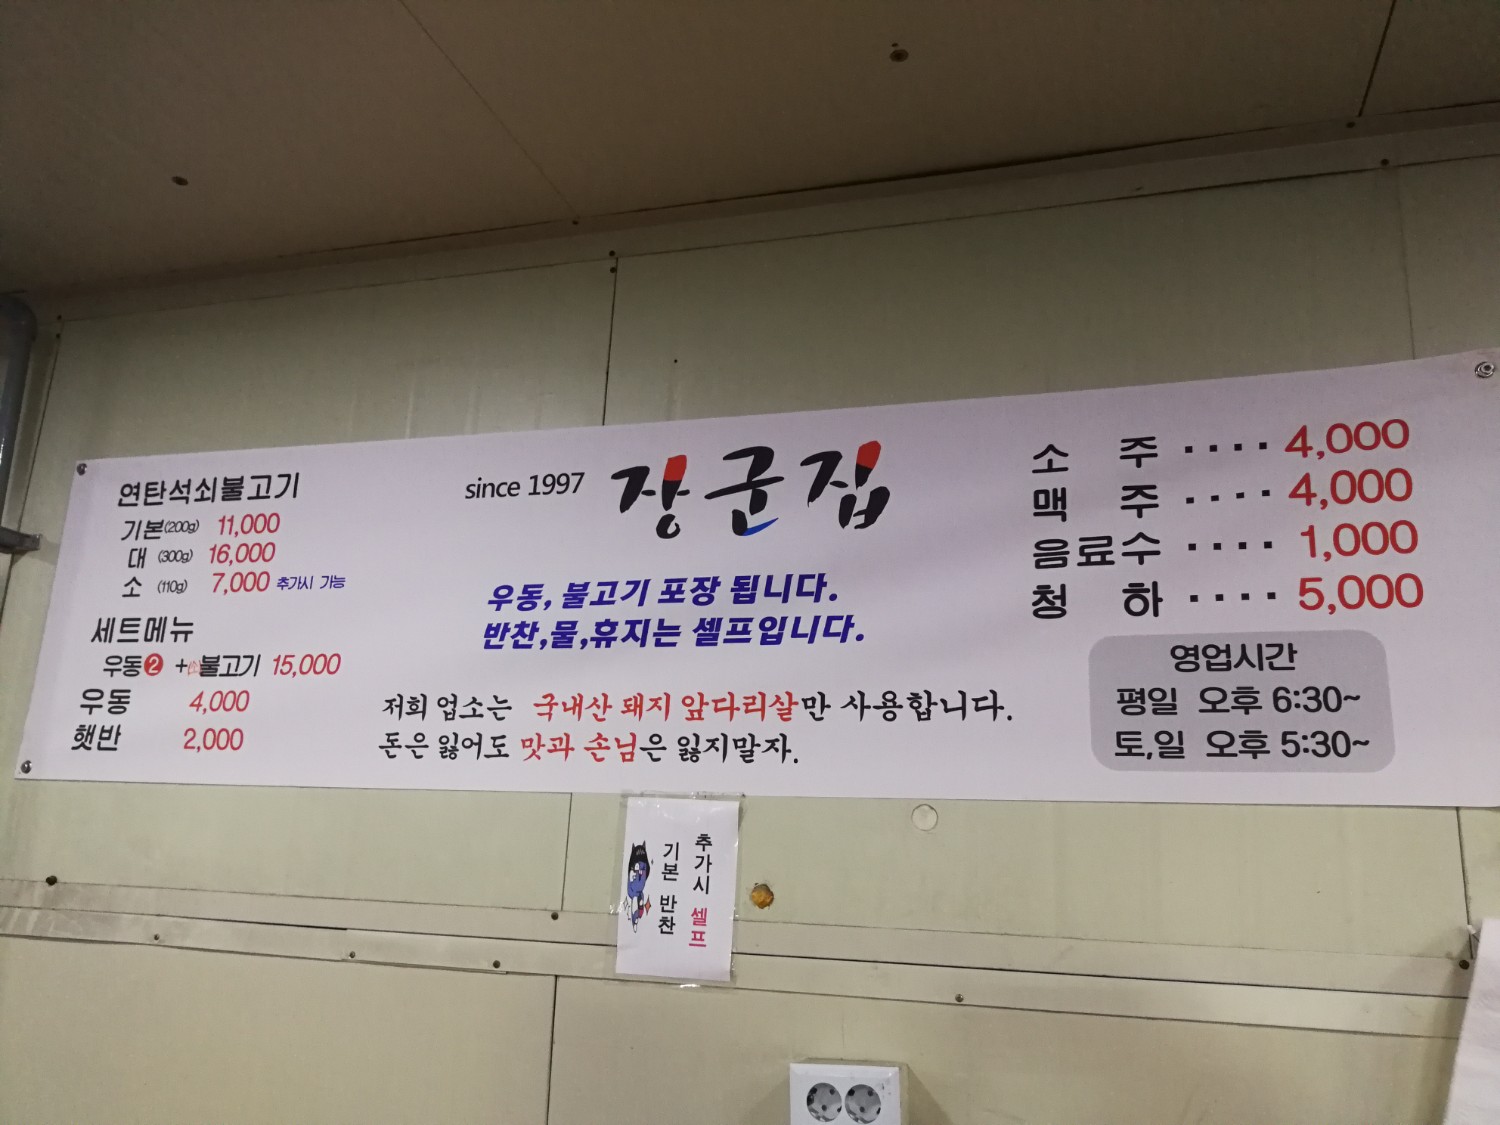 연탄석쇠불고기
기본(200g) 11,000
대 (300g) 16,000
소 (110g) 7,000 추가시 가능
세트메뉴
우동❷ +불고기 15,000
우동 4,000
햇반 2,000
since 1997 장군집
우동, 불고기 포장 됩니다.
반찬,물,휴지는 셀프입니다.
저희 업소는 국내산 돼지 앞다리살만 사용합니다.
돈은 잃어도 맛과 손님은 잃지말자.
소 주 ···· 4,000
맥 주 ···· 4,000
음료수 ···· 1,000
청 하 ···· 5,000
영업시간
평일 오후 6:30~
토,일 오후 5:30~
추가시 셀프
기본 반찬